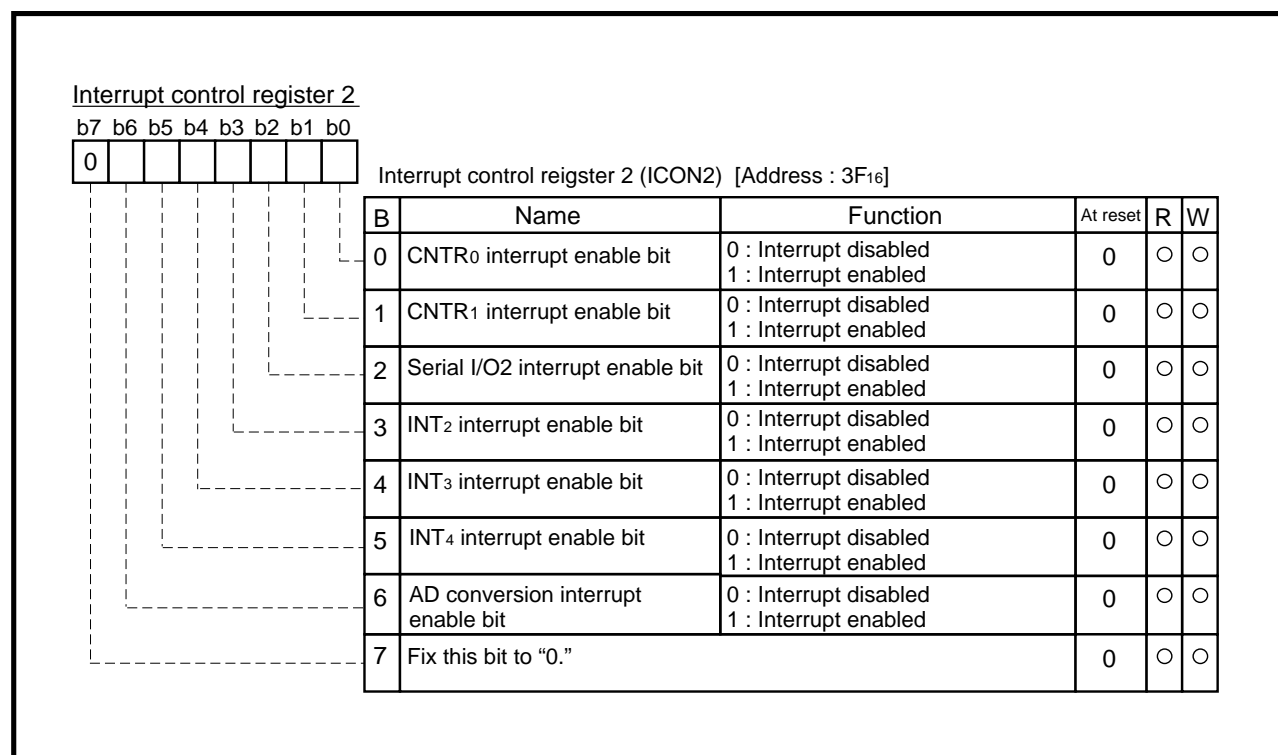 Interrupt control register 2
b7 b6 b5 b4 b3 b2 b1 b0
0
Interrupt control reigster 2 (ICON2) [Address : 3F16]
B Name Function At reset R W
0 CNTR0 interrupt enable bit 0 : Interrupt disabled 0 ○ ○
1 : Interrupt enabled
1 CNTR1 interrupt enable bit 0 : Interrupt disabled 0 ○ ○
1 : Interrupt enabled
2 Serial I/O2 interrupt enable bit 0 : Interrupt disabled 0 ○ ○
1 : Interrupt enabled
3 INT2 interrupt enable bit 0 : Interrupt disabled 0 ○ ○
1 : Interrupt enabled
4 INT3 interrupt enable bit 0 : Interrupt disabled 0 ○ ○
1 : Interrupt enabled
5 INT4 interrupt enable bit 0 : Interrupt disabled 0 ○ ○
1 : Interrupt enabled
6 AD conversion interrupt 0 : Interrupt disabled 0 ○ ○
enable bit 1 : Interrupt enabled
7 Fix this bit to “0.” 0 ○ ○